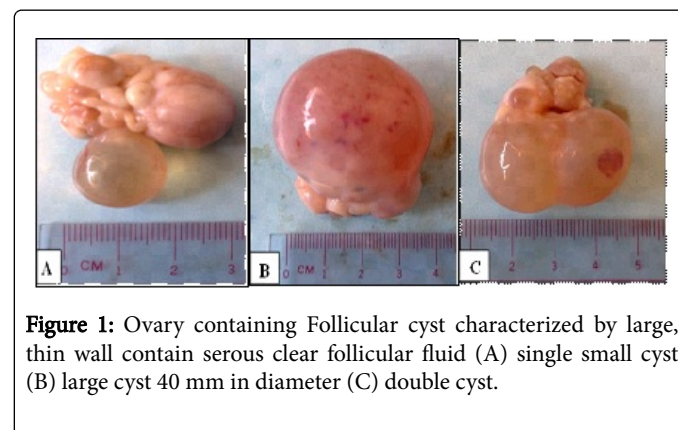 A
0 CM 1 2 3
B
0 CM 1 2 3 4
C
2 3 4 5
Figure 1: Ovary containing Follicular cyst characterized by large,
thin wall contain serous clear follicular fluid (A) single small cyst
(B) large cyst 40 mm in diameter (C) double cyst.